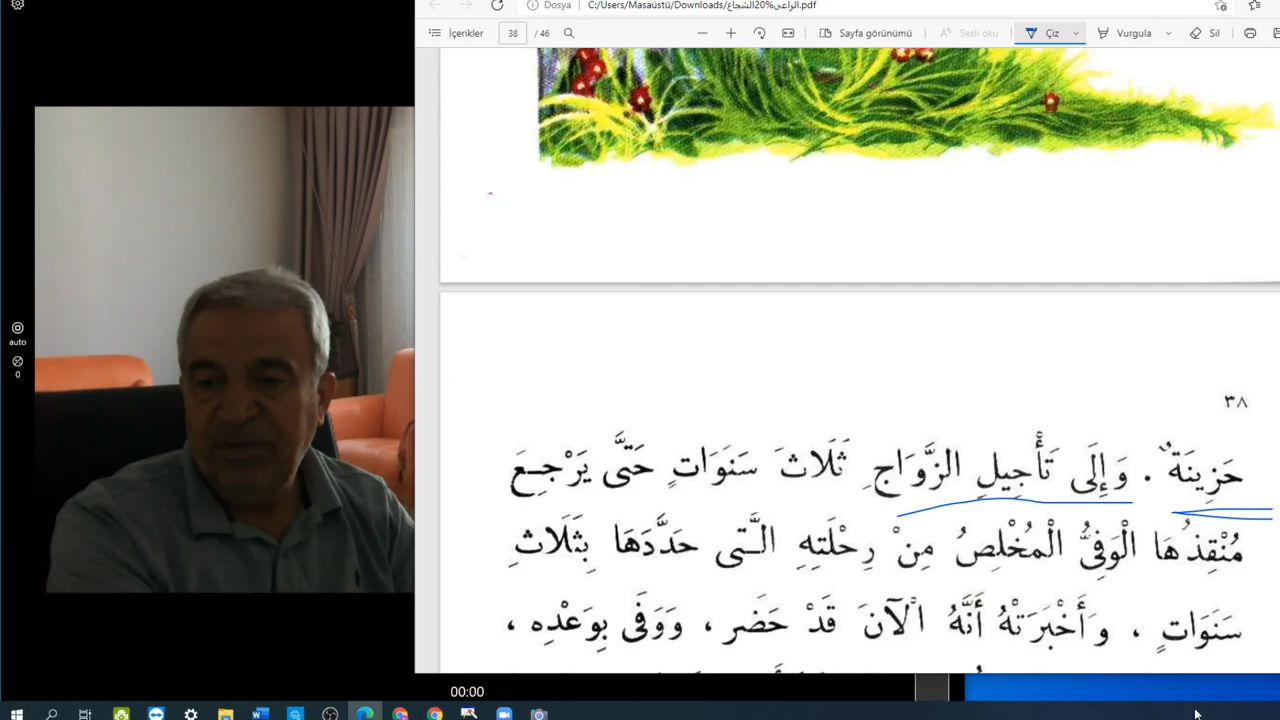 Dosya
C:/Users/Masaüstü/Downloads/الراعى%20الشجاع.pdf
İçerikler
38
/ 46
Sayfa görünümü
Sesli oku
Çiz
Vurgula
Sil
auto
0
٣٨
حَزِينَةٌ . وَإِلَى تَأْجِيلِ الزَّوَاجِ ثَلَاثَ سَنَوَاتٍ حَتَّى يَرْجِعَ
مُنْقِذُهَا الْوَفِىُّ الْمُخْلِصُ مِنْ رِحْلَتِهِ الَّتِى حَدَّدَهَا بِثَلَاثِ
سَنَوَاتٍ ، وَأَخْبَرَتْهُ أَنَّهُ الْآنَ قَدْ حَضَر ، وَوَفَى بِوَعْدِه ،
00:00